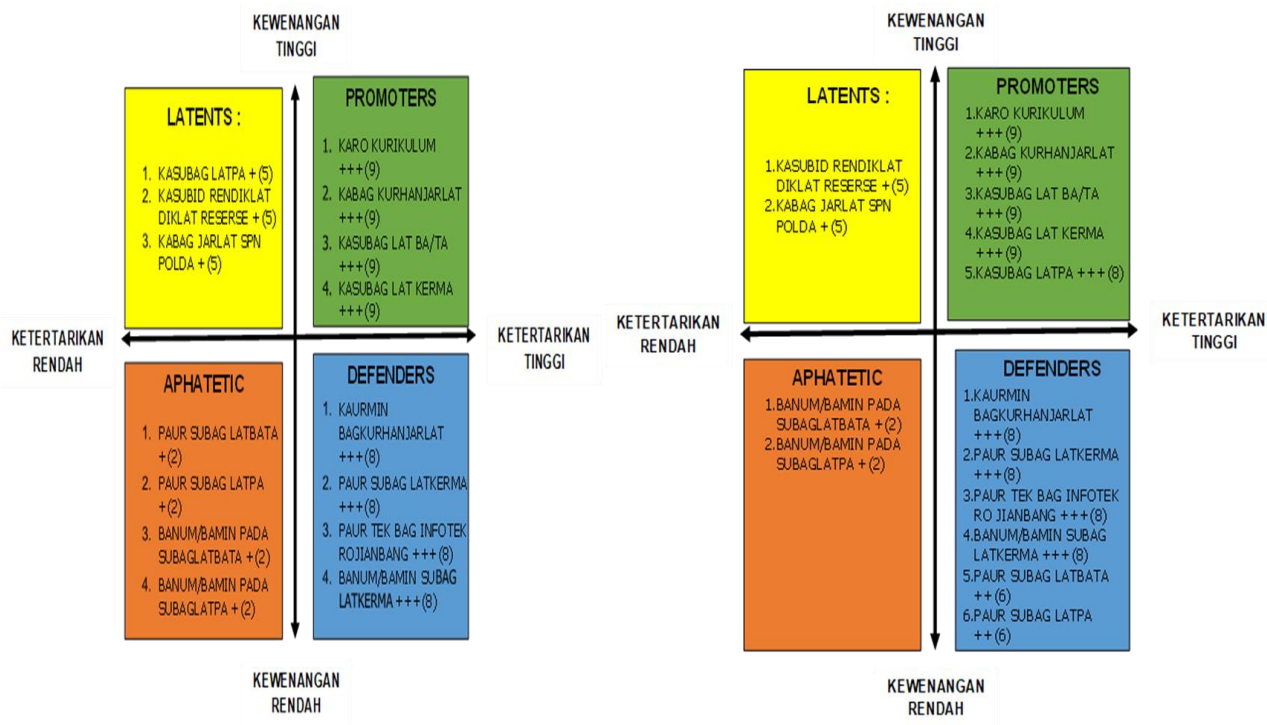 KEWENANGAN
TINGGI
LATENTS :
1. KASUBAG LATPA + (5)
2. KASUBID RENDIKLAT
DIKLAT RESERSE + (5)
3. KABAG JARLAT SPN
POLDA + (5)
PROMOTERS
1. KARO KURIKULUM
+++(9)
2. KABAG KURHANJARLAT
+++(9)
3. KASUBAG LAT BA/TA
+++(9)
4. KASUBAG LAT KERMA
+++(9)
KETERTARIKAN
RENDAH
KETERTARIKAN
TINGGI
APHATETIC
1. PAUR SUBAG LATBATA
+(2)
2. PAUR SUBAG LATPA
+(2)
3. BANUM/BAMIN PADA
SUBAGLATBATA +(2)
4. BANUM/BAMIN PADA
SUBAGLATPA + (2)
DEFENDERS
1. KAURMIN
BAGKURHANJARLAT
+++(8)
2. PAUR SUBAG LATKERMA
+++(8)
3. PAUR TEK BAG INFOTEK
ROJIANBANG +++(8)
4. BANUM/BAMIN SUBAG
LATKERMA +++(8)
KEWENANGAN
RENDAH
KEWENANGAN
TINGGI
LATENTS :
1.KASUBID RENDIKLAT
DIKLAT RESERSE +(5)
2.KABAG JARLAT SPN
POLDA + (5)
PROMOTERS
1.KARO KURIKULUM
+++(9)
2.KABAG KURHANJARLAT
+++(9)
3.KASUBAG LAT BA/TA
+++(9)
4.KASUBAG LAT KERMA
+++(9)
5.KASUBAG LATPA +++(8)
KETERTARIKAN
RENDAH
KETERTARIKAN
TINGGI
APHATETIC
1.BANUM/BAMIN PADA
SUBAGLATBATA +(2)
2.BANUM/BAMIN PADA
SUBAGLATPA + (2)
DEFENDERS
1.KAURMIN
BAGKURHANJARLAT
+++(8)
2.PAUR SUBAG LATKERMA
+++(8)
3.PAUR TEK BAG INFOTEK
RO JIANBANG +++(8)
4.BANUM/BAMIN SUBAG
LATKERMA +++(8)
5.PAUR SUBAG LATBATA
++(6)
6.PAUR SUBAG LATPA
++(6)
KEWENANGAN
RENDAH